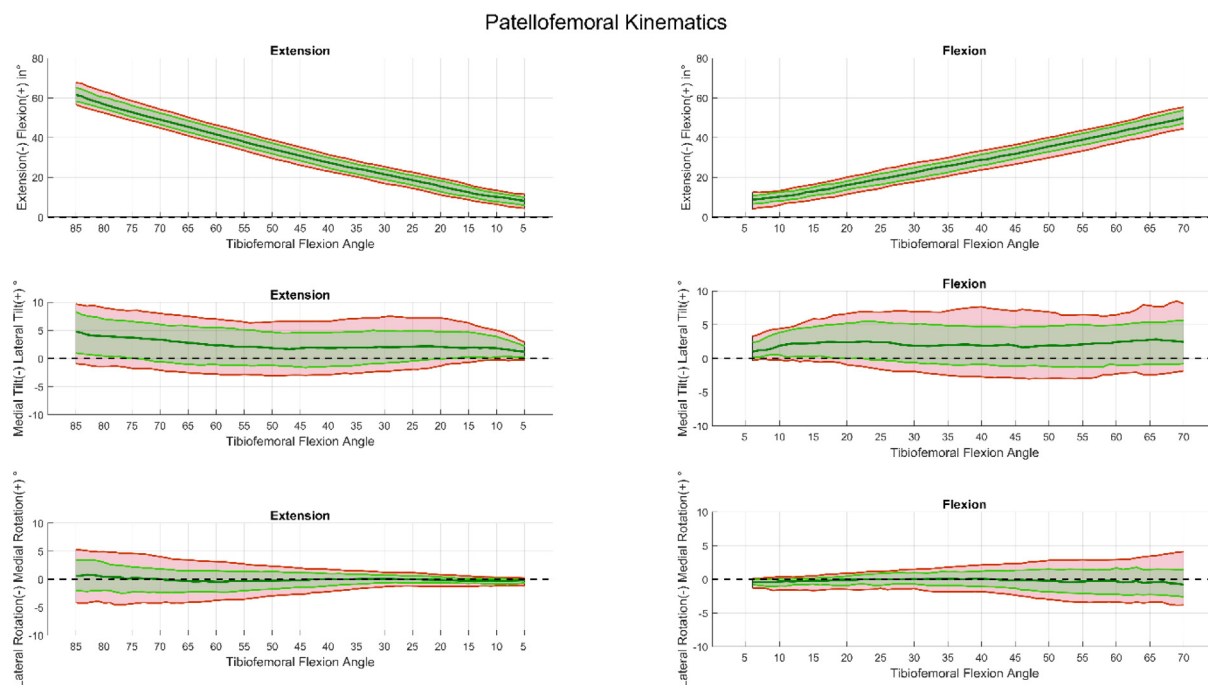 Patellofemoral Kinematics
Extension
Extension(-) Flexion(+) in°
80
60
40
20
0
85 80 75 70 65 60 55 50 45 40 35 30 25 20 15 10 5
Tibiofemoral Flexion Angle
Flexion
Extension(-) Flexion(+) in°
80
60
40
20
0
5 10 15 20 25 30 35 40 45 50 55 60 65 70
Tibiofemoral Flexion Angle
Extension
Medial Tilt(-) Lateral Tilt(+) °
10
5
0
-5
-10
85 80 75 70 65 60 55 50 45 40 35 30 25 20 15 10 5
Tibiofemoral Flexion Angle
Flexion
Medial Tilt(-) Lateral Tilt(+) °
10
5
0
-5
-10
5 10 15 20 25 30 35 40 45 50 55 60 65 70
Tibiofemoral Flexion Angle
Extension
Lateral Rotation(-) Medial Rotation(+) °
10
5
0
-5
-10
85 80 75 70 65 60 55 50 45 40 35 30 25 20 15 10 5
Tibiofemoral Flexion Angle
Flexion
Lateral Rotation(-) Medial Rotation(+) °
10
5
0
-5
-10
5 10 15 20 25 30 35 40 45 50 55 60 65 70
Tibiofemoral Flexion Angle